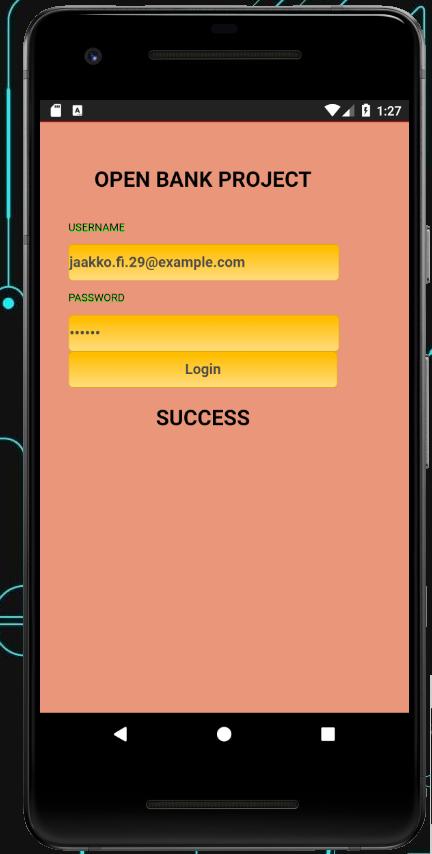 1:27
OPEN BANK PROJECT
USERNAME
jaakko.fi.29@example.com
PASSWORD
••••••
Login
SUCCESS